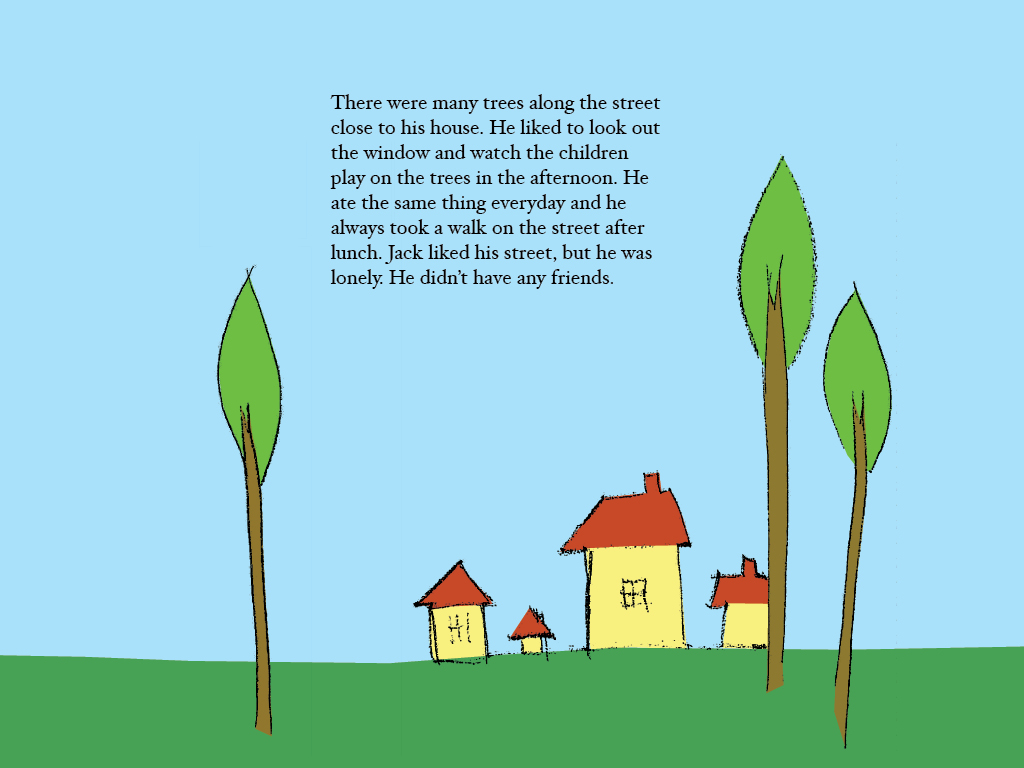 There were many trees along the street
close to his house. He liked to look out
the window and watch the children
play on the trees in the afternoon. He
ate the same thing everyday and he
always took a walk on the street after
lunch. Jack liked his street, but he was
lonely. He didn’t have any friends.